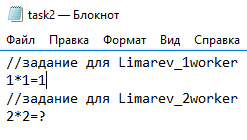 task2 — Блокнот
Файл Правка Формат Вид Справка
//задание для Limarev_1worker
1*1=1
//задание для Limarev_2worker
2*2=?